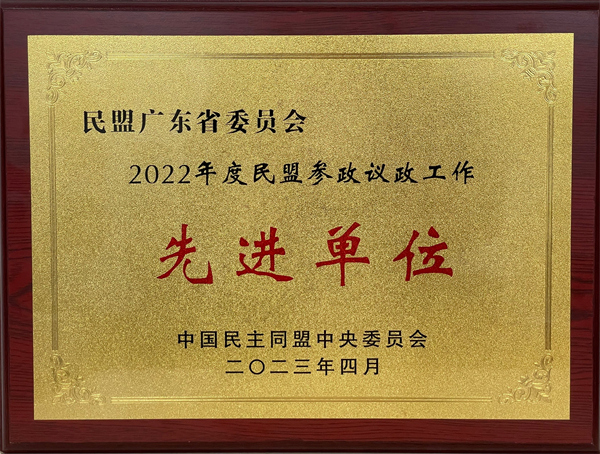 民盟广东省委员会
2022年度民盟参政议政工作
先进单位
中国民主同盟中央委员会
二〇二三年四月